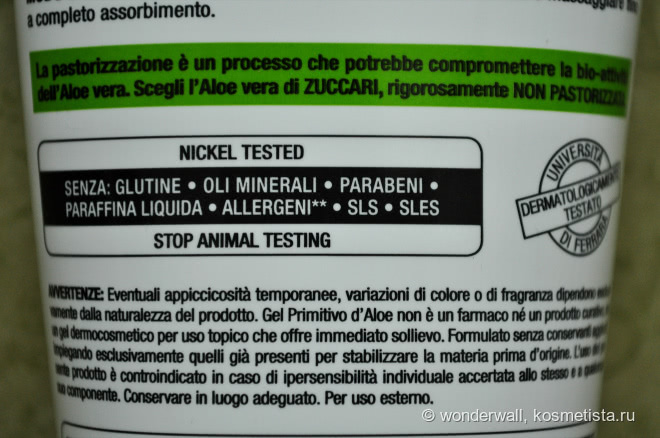 a completo assorbimento.
La pastorizzazione è un processo che potrebbe compromettere la bio-attività
dell'Aloe vera. Scegli l'Aloe vera di ZUCCARI, rigorosamente NON PASTORIZZATA.
NICKEL TESTED
SENZA: GLUTINE • OLI MINERALI • PARABENI •
PARAFFINA LIQUIDA • ALLERGENI** • SLS • SLES
STOP ANIMAL TESTING
UNIVERSITÀ
DERMATOLOGICAMENTE
TESTATO
DI FERRARA
AVVERTENZE: Eventuali appiccicosità temporanee, variazioni di colore o di fragranza dipendono
mente dalla naturalezza del prodotto. Gel Primitivo d'Aloe non è un farmaco né un prodotto curativo,
un gel dermocosmetico per uso topico che offre immediato sollievo. Formulato senza conservanti
impiegando esclusivamente quelli già presenti per stabilizzare la materia prima d'origine. L'uso del
ente prodotto è controindicato in caso di ipersensibilità individuale accertata allo stesso e a
suo componente. Conservare in luogo adeguato. Per uso esterno.
© wonderwall, kosmetista.ru